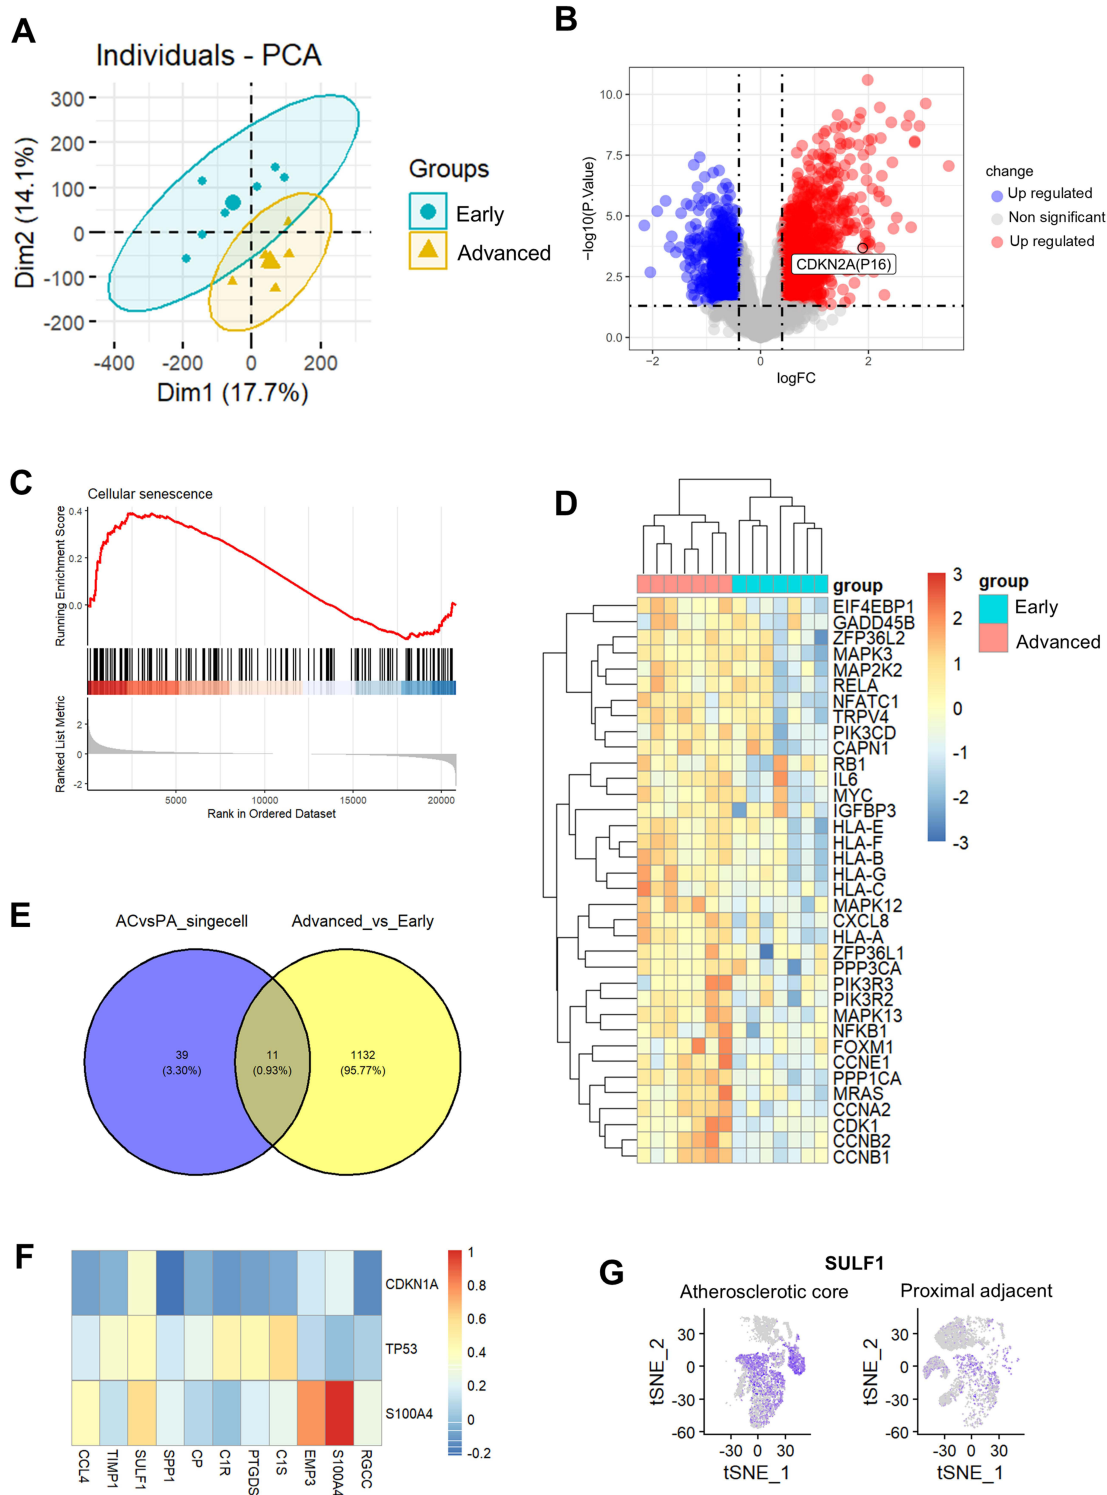 A
Individuals - PCA
300
200
100
0
-100
-200
-400
-200
0
200
Dim2 (14.1%)
Dim1 (17.7%)
Groups
Early
Advanced
B
10.0
7.5
5.0
2.5
0.0
−2
0
2
−log10(P.Value)
logFC
CDKN2A(P16)
change
Up regulated
Non significant
Up regulated
C
Cellular senescence
0.4
0.2
0.0
Running Enrichment Score
2
0
-2
Ranked List Metric
5000
10000
15000
20000
Rank in Ordered Dataset
D
group
EIF4EBP1
GADD45B
ZFP36L2
MAPK3
MAP2K2
RELA
NFATC1
TRPV4
PIK3CD
CAPN1
RB1
IL6
MYC
IGFBP3
HLA-E
HLA-F
HLA-B
HLA-G
HLA-C
MAPK12
CXCL8
HLA-A
ZFP36L1
PPP3CA
PIK3R3
PIK3R2
MAPK13
NFKB1
FOXM1
CCNE1
PPP1CA
MRAS
CCNA2
CDK1
CCNB2
CCNB1
3
2
1
0
-1
-2
-3
group
Early
Advanced
E
ACvsPA_singecell
Advanced_vs_Early
39
(3.30%)
11
(0.93%)
1132
(95.77%)
F
CDKN1A
TP53
S100A4
CCL4
TIMP1
SULF1
SPP1
CP
C1R
PTGDS
C1S
EMP3
S100A4
RGCC
1
0.8
0.6
0.4
0.2
0
-0.2
G
SULF1
Atherosclerotic core
Proximal adjacent
tSNE_2
30
0
-30
-60
-30
0
30
tSNE_1
tSNE_2
30
0
-30
-60
-30
0
30
tSNE_1